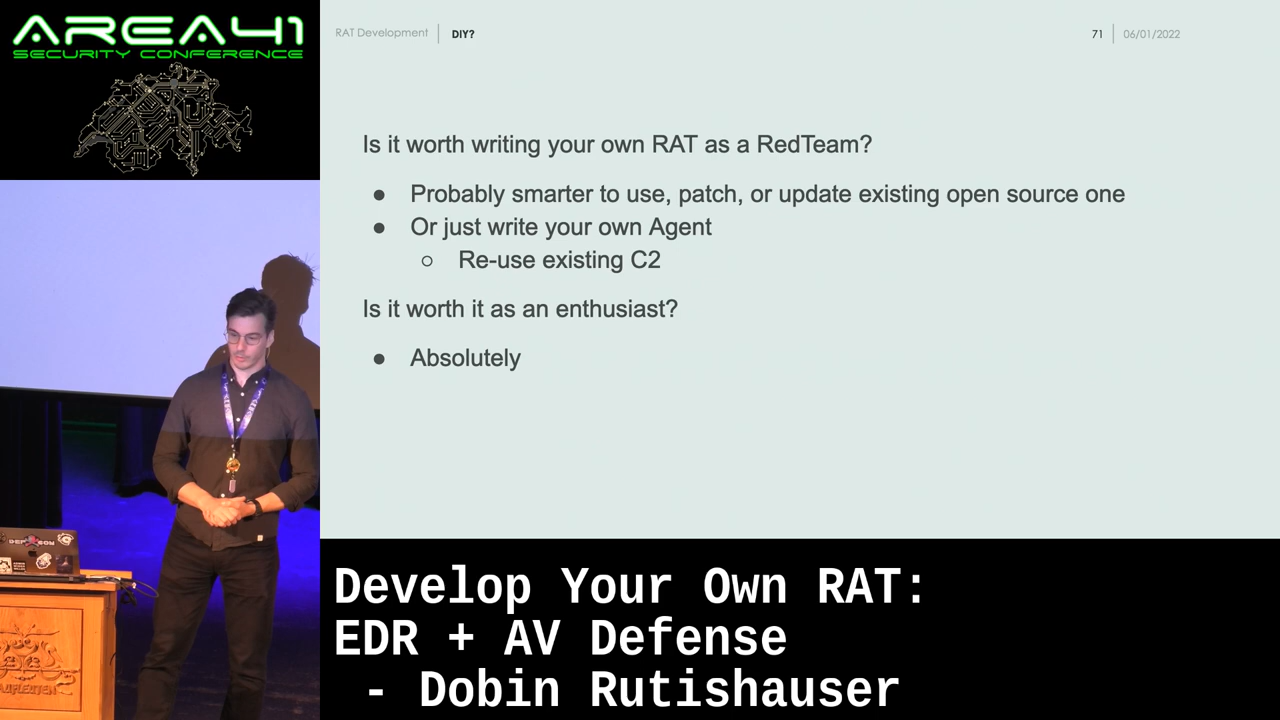 AREA41
SECURITY CONFERENCE
RAT Development
DIY?
71
06/01/2022
Is it worth writing your own RAT as a RedTeam?
● Probably smarter to use, patch, or update existing open source one
● Or just write your own Agent
○ Re-use existing C2
Is it worth it as an enthusiast?
● Absolutely
Develop Your Own RAT:
EDR + AV Defense
- Dobin Rutishauser